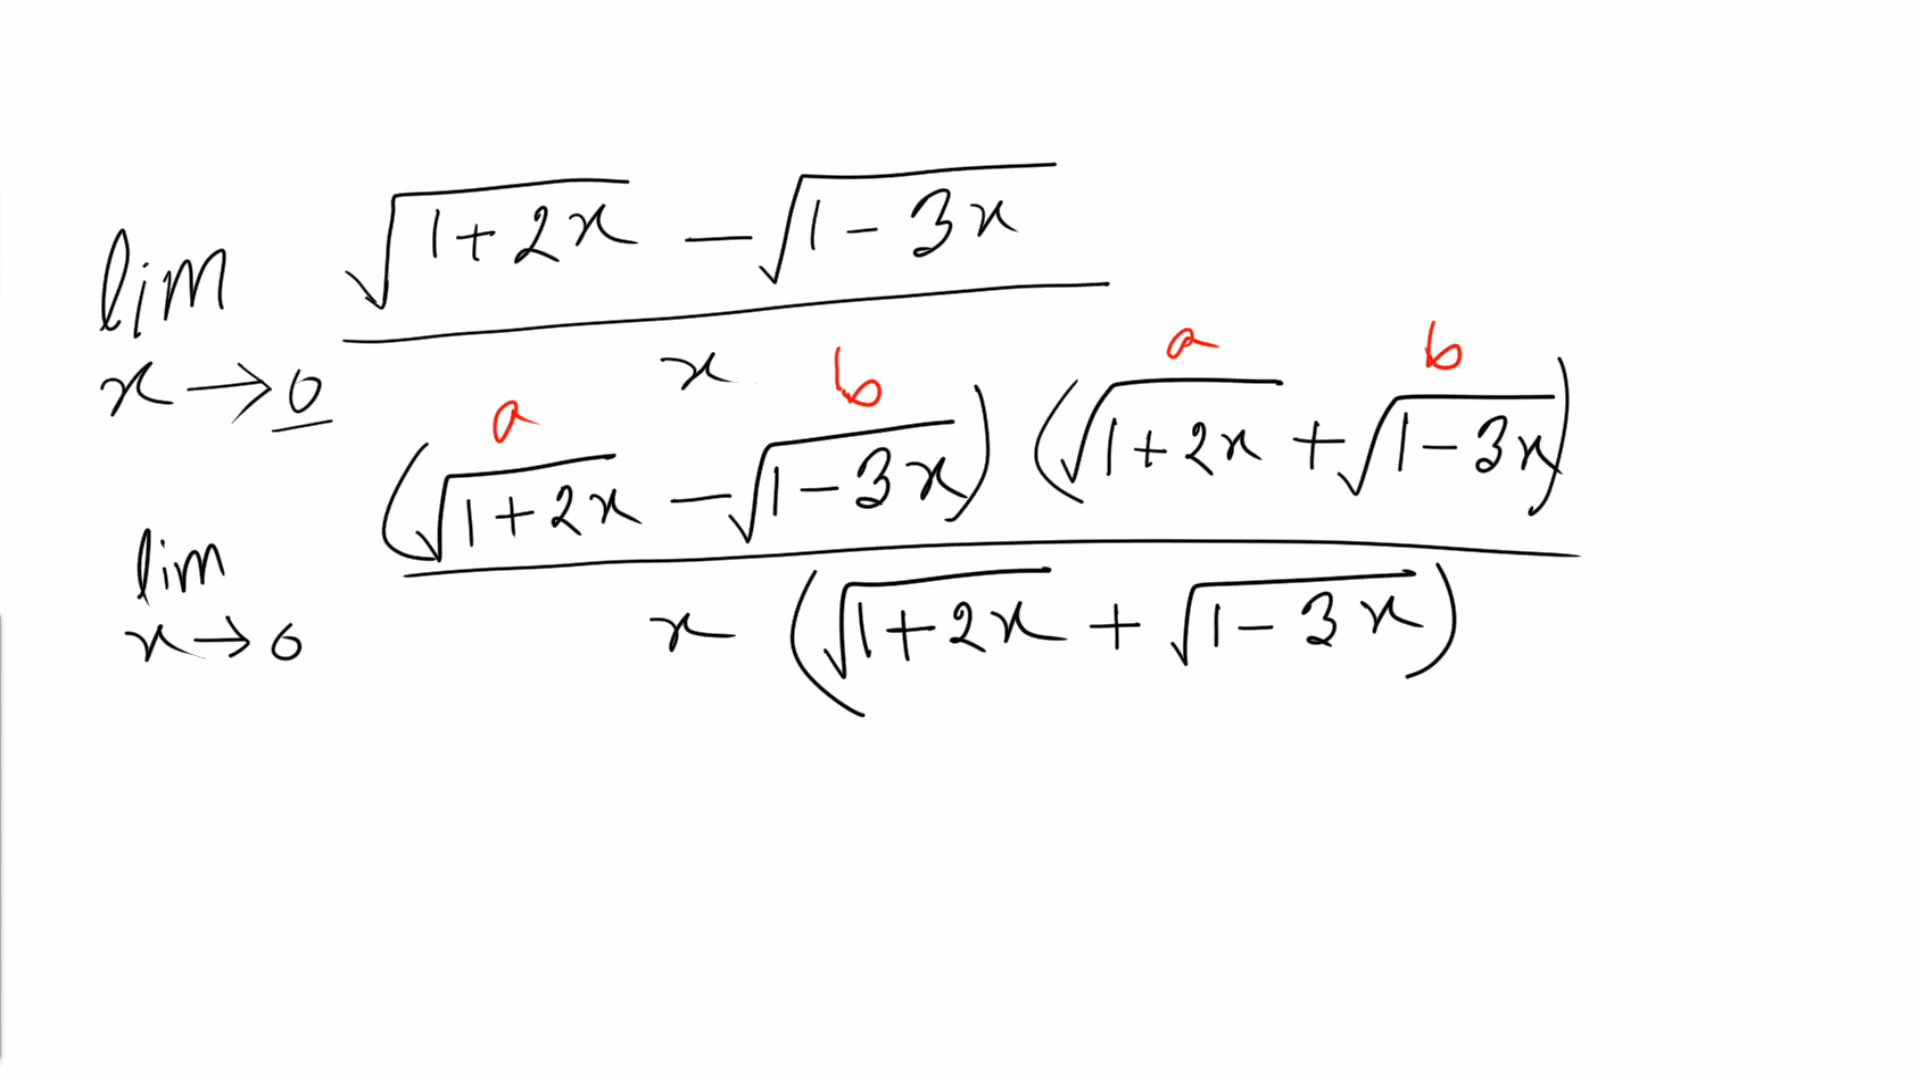 lim x→0 (√(1+2x) − √(1−3x)) / x
a b a b
lim x→0 (√(1+2x) − √(1−3x)) (√(1+2x) + √(1−3x)) / x (√(1+2x) + √(1−3x))